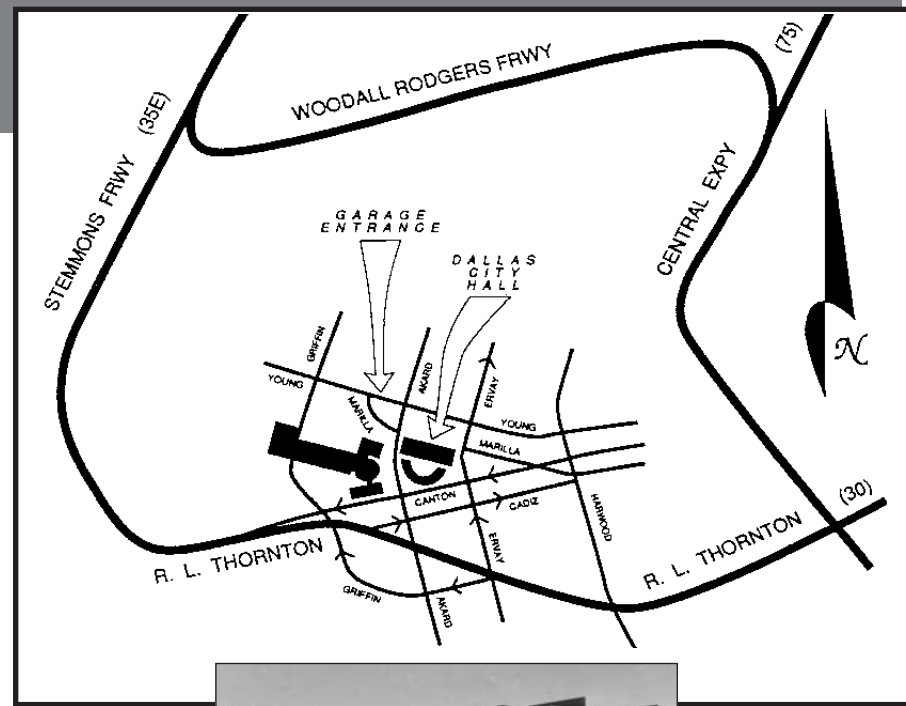 (75)
WOODALL RODGERS FRWY
(35E)
STEMMONS FRWY
CENTRAL EXPY
GARAGE
ENTRANCE
DALLAS
CITY
HALL
N
GRIFFIN
AKARD
ERVAY
YOUNG
MARILLA
YOUNG
MARILLA
CANTON
CADIZ
HARWOOD
(30)
R. L. THORNTON
ERVAY
R. L. THORNTON
GRIFFIN
AKARD